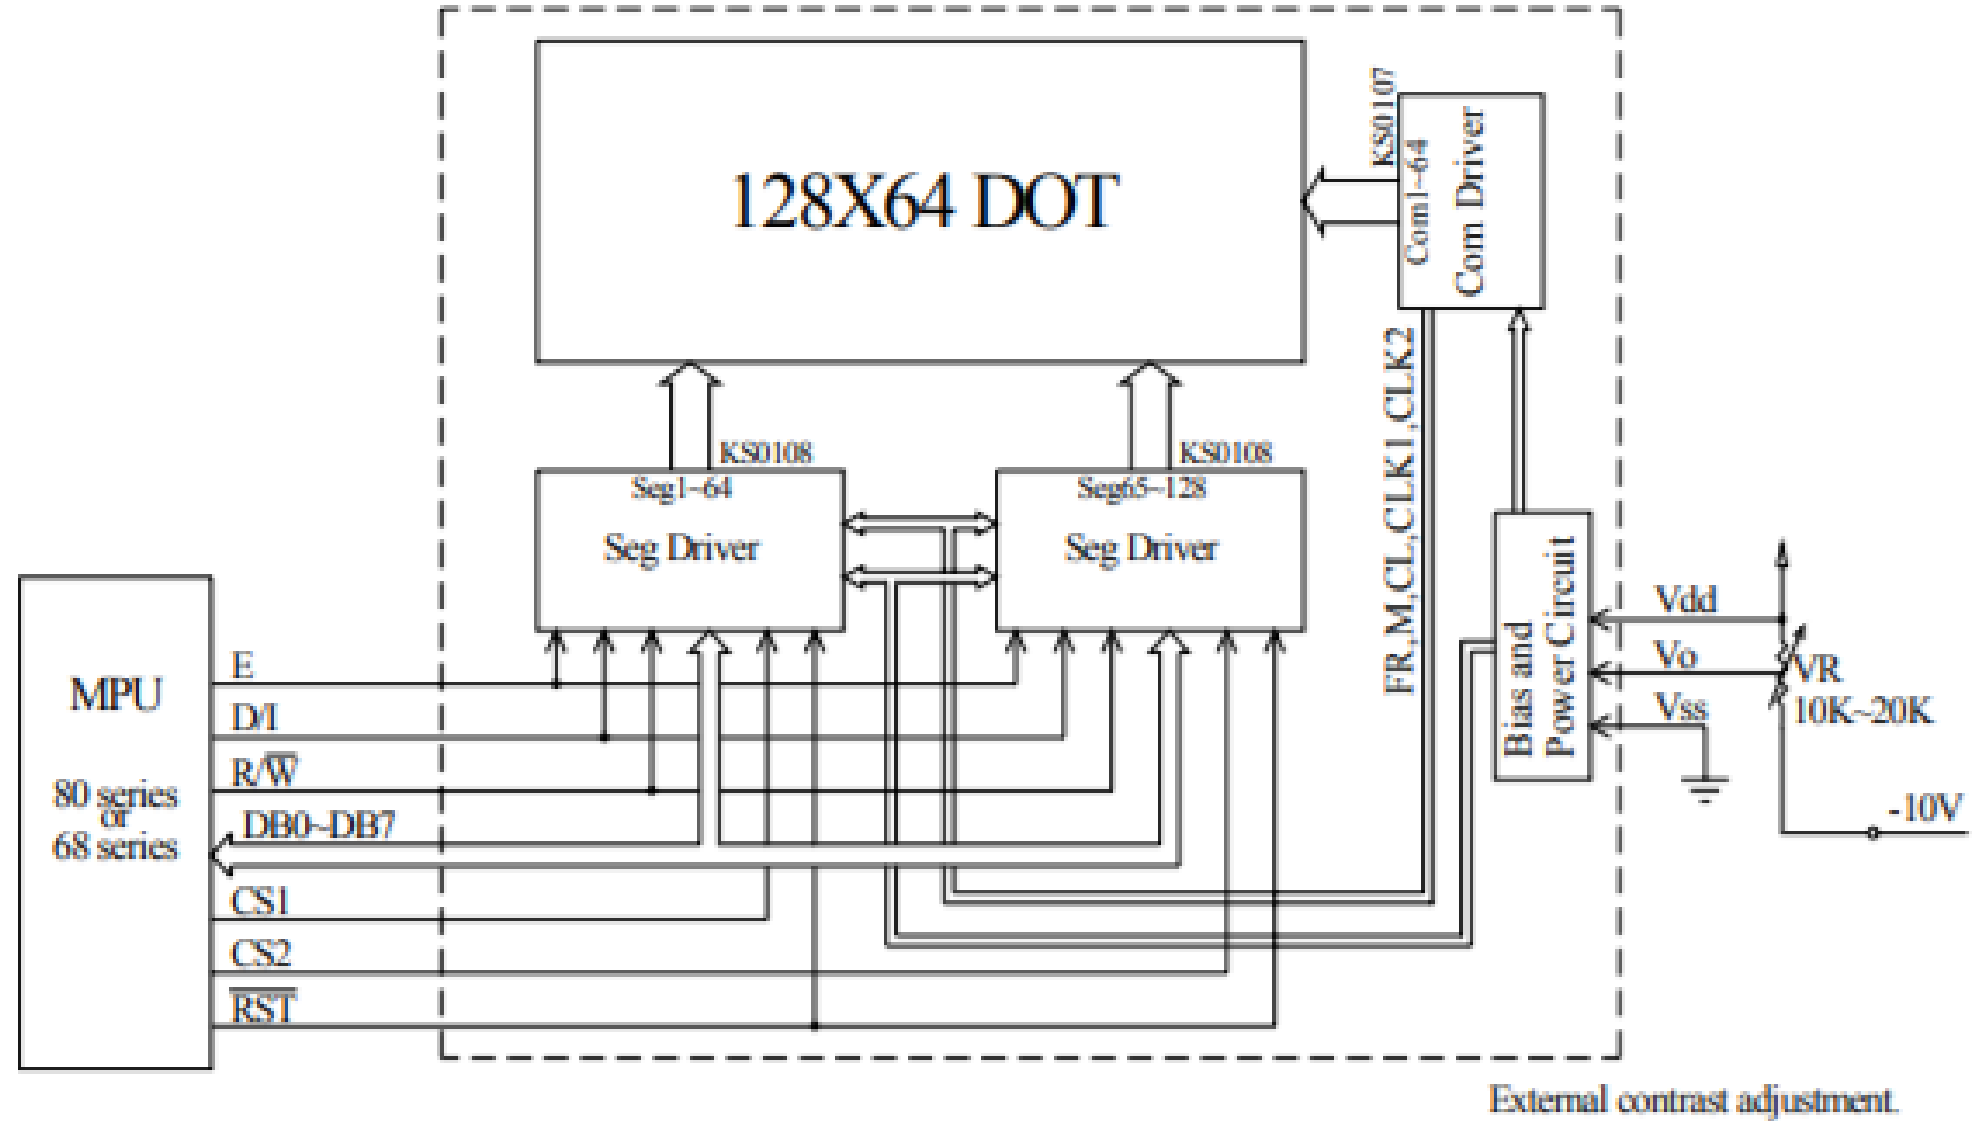 128X64 DOT
KS0107
Com1~64
Com Driver
KS0108
Seg1~64
Seg Driver
KS0108
Seg65~128
Seg Driver
FR,M,CL,CLK1,CLK2
Bias and
Power Circuit
Vdd
Vo
Vss
VR
10K~20K
-10V
MPU
80 series
or
68 series
E
D/I
R/W̅
DB0~DB7
CS1
CS2
R̅S̅T̅
External contrast adjustment.